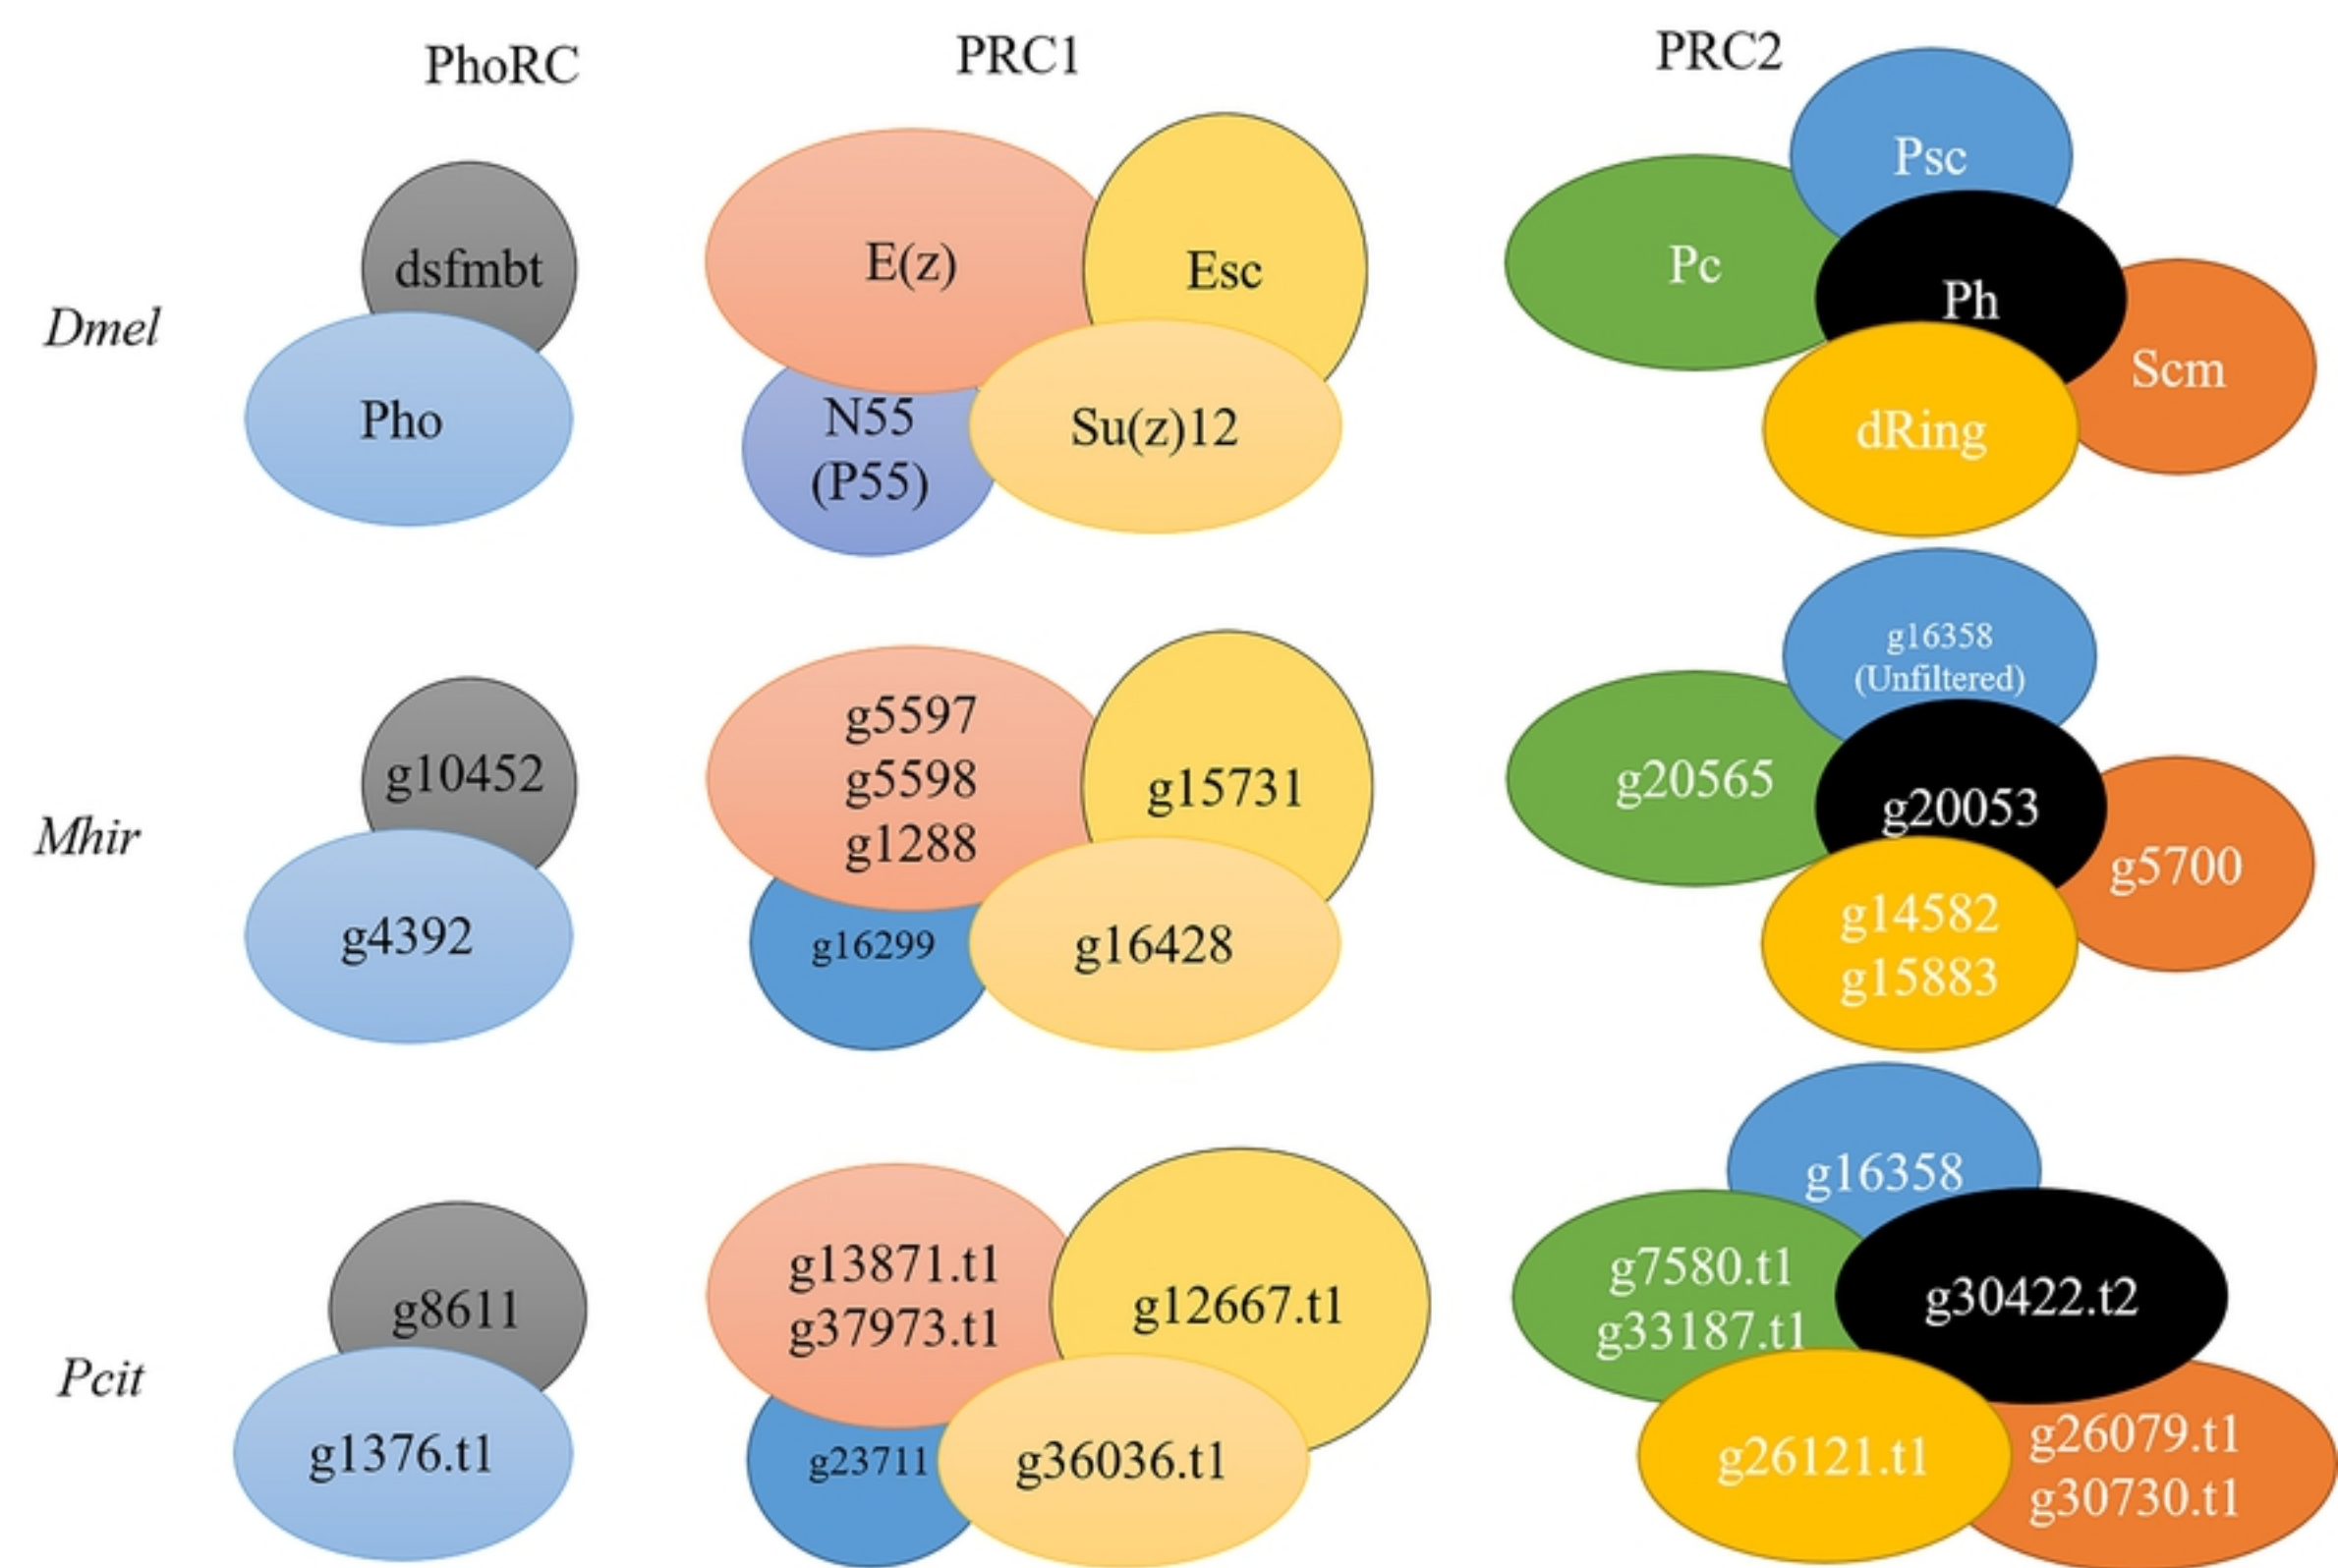 PhoRC
PRC1
PRC2
Dmel
dsfmbt
Pho
E(z)
Esc
N55
(P55)
Su(z)12
Psc
Pc
Ph
Scm
dRing
Mhir
g10452
g4392
g5597
g5598
g1288
g15731
g16299
g16428
g16358
(Unfiltered)
g20565
g20053
g5700
g14582
g15883
Pcit
g8611
g1376.t1
g13871.t1
g37973.t1
g12667.t1
g23711
g36036.t1
g16358
g7580.t1
g33187.t1
g30422.t2
g26121.t1
g26079.t1
g30730.t1